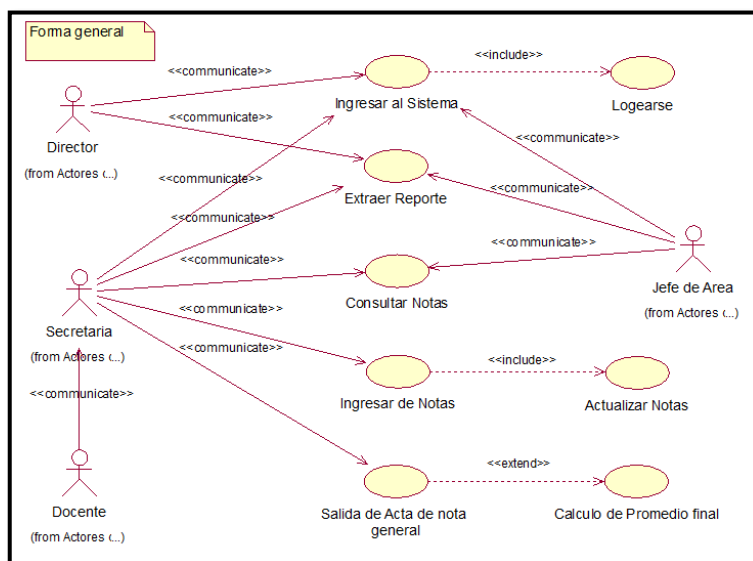 Forma general
<<communicate>>
<<include>>
Ingresar al Sistema
Logearse
Director
(from Actores (...)
<<communicate>>
<<communicate>>
<<communicate>>
Extraer Reporte
<<communicate>>
<<communicate>>
<<communicate>>
<<communicate>>
Jefe de Area
(from Actores (...)
Consultar Notas
Secretaria
(from Actores (...)
<<communicate>>
<<communicate>>
<<include>>
<<communicate>>
Ingresar de Notas
Actualizar Notas
<<extend>>
Docente
(from Actores (...)
Salida de Acta de nota
general
Calculo de Promedio final